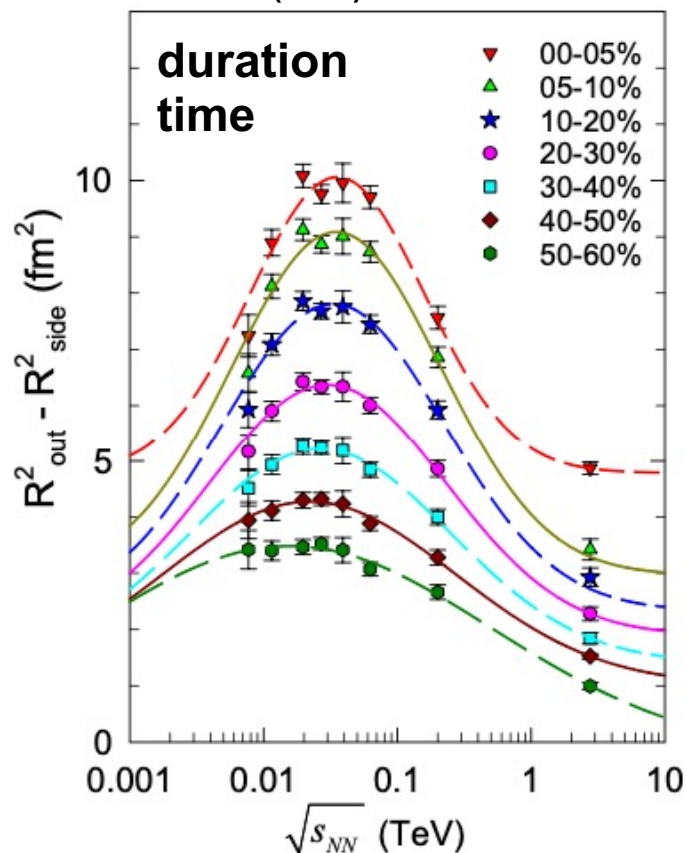 duration
time
00-05%
05-10%
10-20%
20-30%
30-40%
40-50%
50-60%
R²out - R²side (fm²)
10
5
0
0.001 0.01 0.1 1 10
√sNN (TeV)